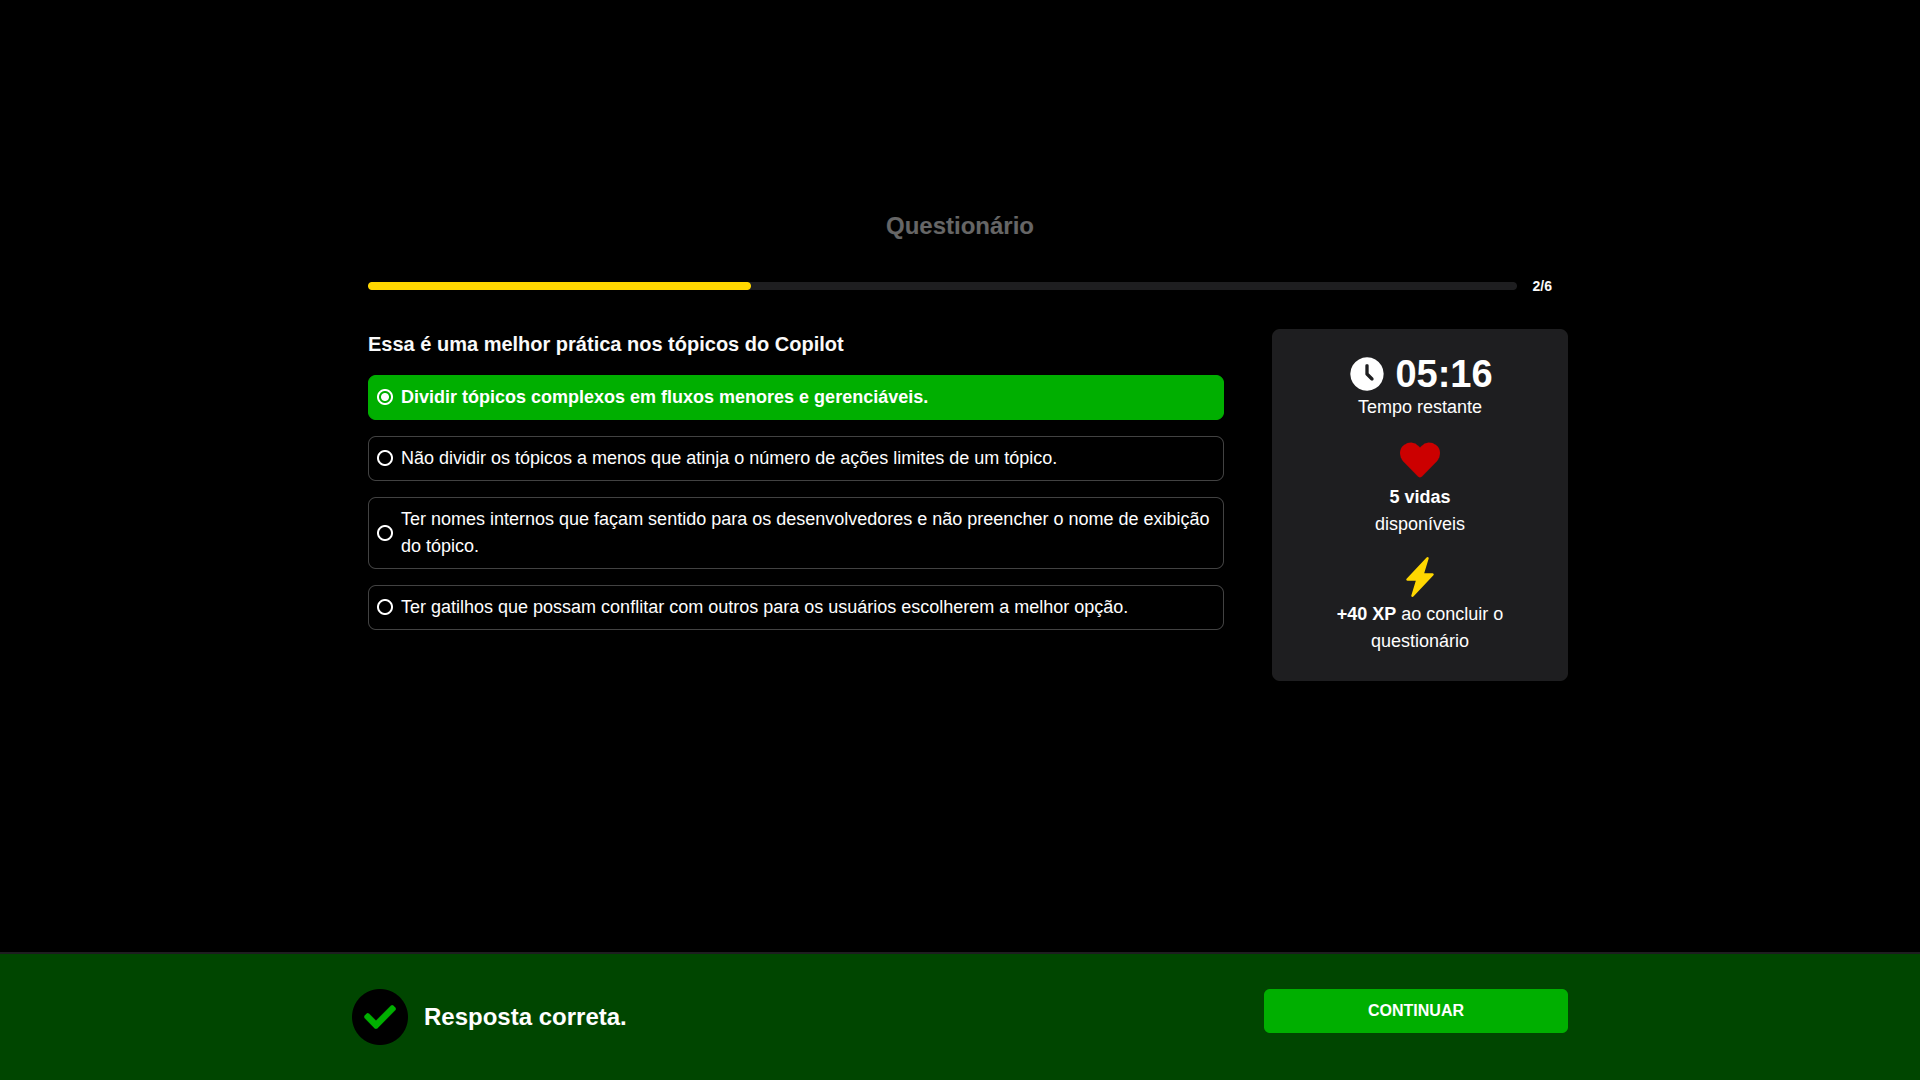 Questionário
2/6
Essa é uma melhor prática nos tópicos do Copilot
Dividir tópicos complexos em fluxos menores e gerenciáveis.
Não dividir os tópicos a menos que atinja o número de ações limites de um tópico.
Ter nomes internos que façam sentido para os desenvolvedores e não preencher o nome de exibição
do tópico.
Ter gatilhos que possam conflitar com outros para os usuários escolherem a melhor opção.
05:16
Tempo restante
5 vidas
disponíveis
+40 XP ao concluir o
questionário
Resposta correta.
CONTINUAR